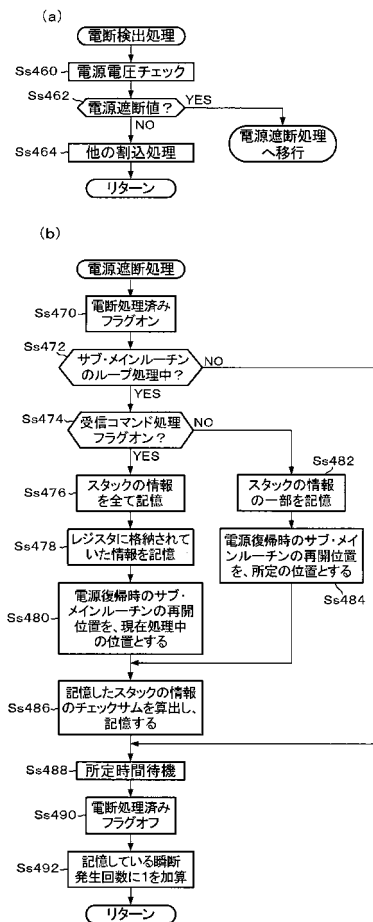 (a)
電断検出処理
Ss460
電源電圧チェック
Ss462
電源遮断値？
YES
NO
電源遮断処理
へ移行
Ss464
他の割込処理
リターン
(b)
電源遮断処理
Ss470
電断処理済み
フラグオン
Ss472
サブ・メインルーチン
のループ処理中？
NO
YES
Ss474
受信コマンド処理
フラグオン？
NO
YES
Ss482
Ss476
スタックの情報
を全て記憶
スタックの情報
の一部を記憶
Ss478
レジスタに格納されて
いた情報を記憶
電源復帰時のサブ・メイ
ンルーチンの再開位置
を、所定の位置とする
Ss484
Ss480
電源復帰時のサブ・
メインルーチンの再開
位置を、現在処理中
の位置とする
Ss486
記憶したスタックの情報
のチェックサムを算出し、
記憶する
Ss488
所定時間待機
Ss490
電断処理済み
フラグオフ
Ss492
記憶している瞬断
発生回数に1を加算
リターン